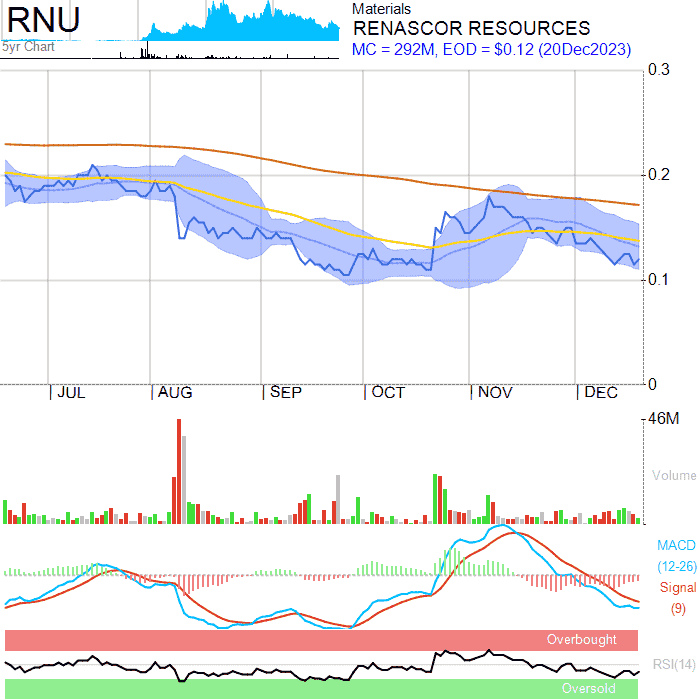 RNU
5yr Chart
Materials
RENASCOR RESOURCES
MC = 292M, EOD = $0.12 (20Dec2023)
0.3
0.2
0.1
0
JUL AUG SEP OCT NOV DEC
46M
Volume
MACD
(12-26)
Signal
(9)
Overbought
RSI(14)
Oversold